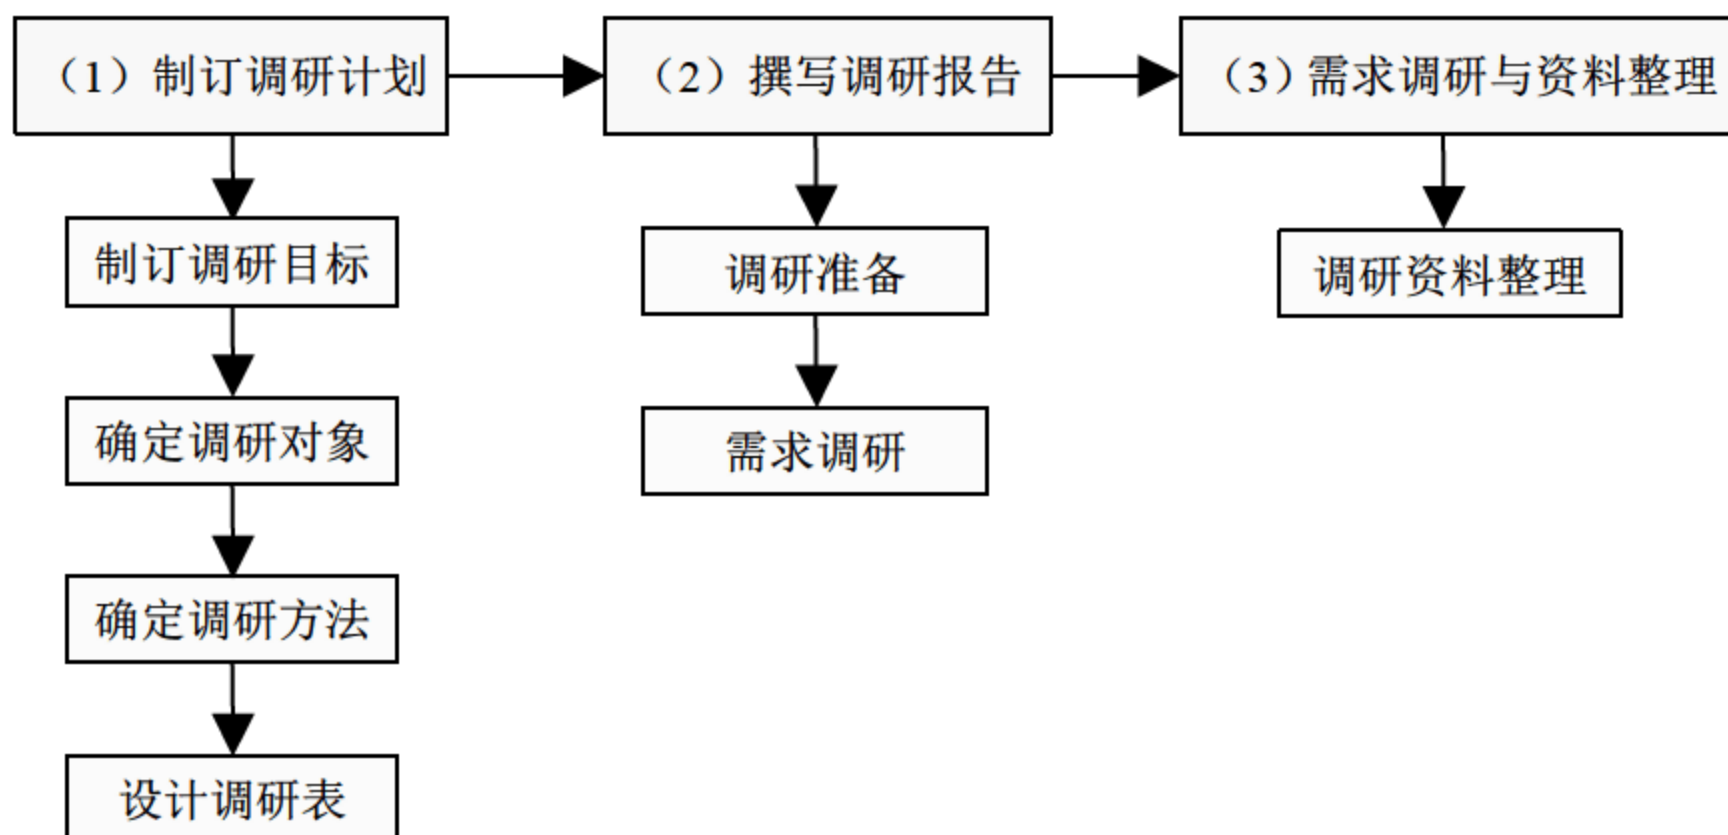 （1）制订调研计划
（2）撰写调研报告
（3）需求调研与资料整理
制订调研目标
确定调研对象
确定调研方法
设计调研表
调研准备
需求调研
调研资料整理